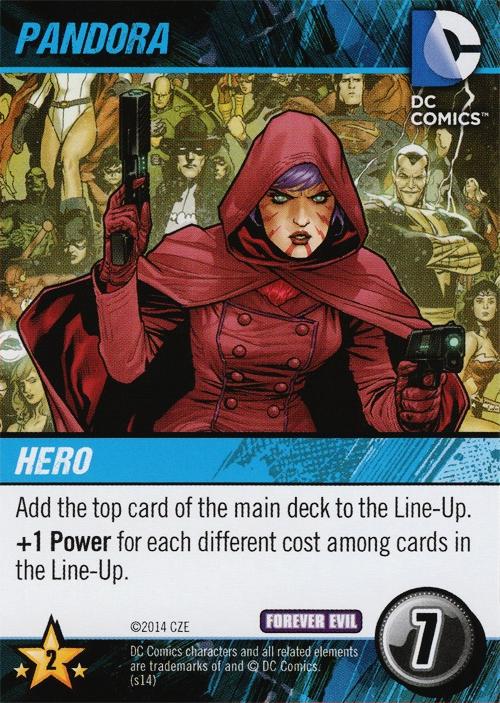 PANDORA
DC
COMICS™
HERO
Add the top card of the main deck to the Line-Up.
+1 Power for each different cost among cards in
the Line-Up.
©2014 CZE
FOREVER EVIL
2
7
DC Comics characters and all related elements
are trademarks of and © DC Comics.
(s14)